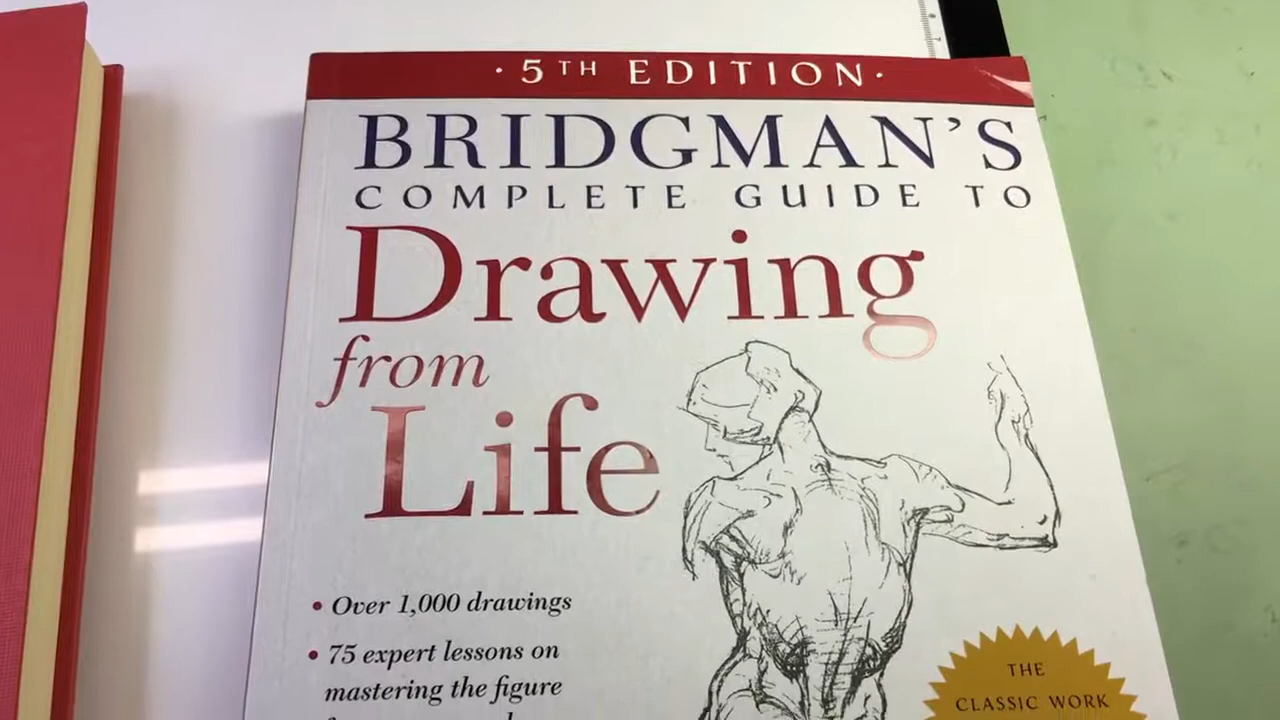 · 5TH EDITION ·
BRIDGMAN'S
COMPLETE GUIDE TO
Drawing
from
Life
• Over 1,000 drawings
• 75 expert lessons on
mastering the figure
THE
CLASSIC WORK